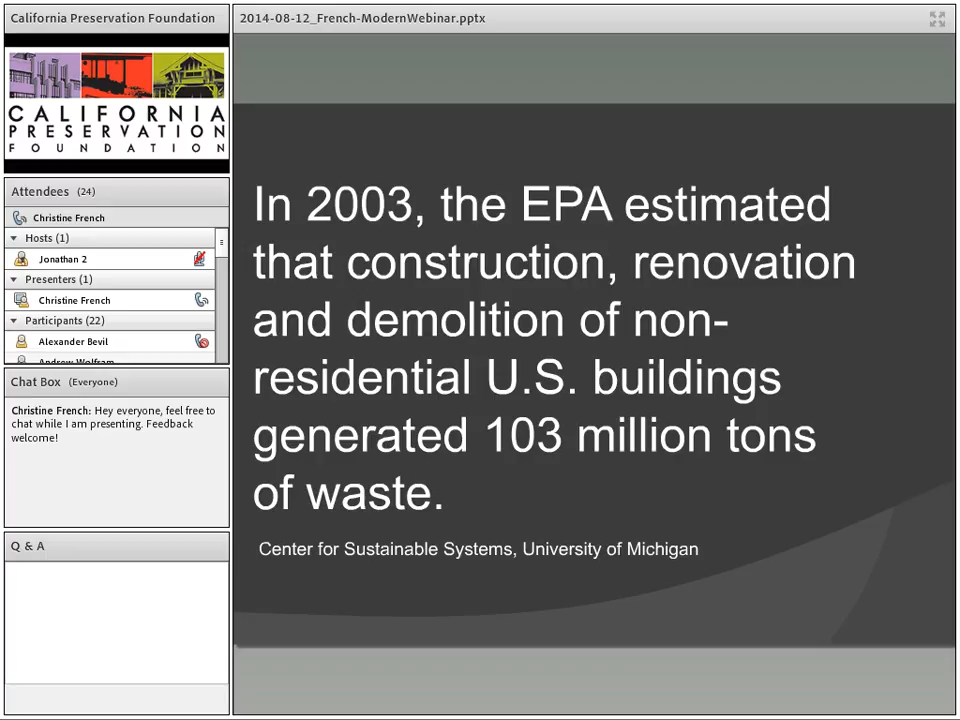 California Preservation Foundation
CALIFORNIA
PRESERVATION
FOUNDATION
Attendees (24)
Christine French
Hosts (1)
Jonathan 2
Presenters (1)
Christine French
Participants (22)
Alexander Bevil
Andrew Wolfram
Chat Box (Everyone)
Christine French: Hey everyone, feel free to
chat while I am presenting. Feedback
welcome!
Q & A
2014-08-12_French-ModernWebinar.pptx
In 2003, the EPA estimated
that construction, renovation
and demolition of non-
residential U.S. buildings
generated 103 million tons
of waste.
Center for Sustainable Systems, University of Michigan